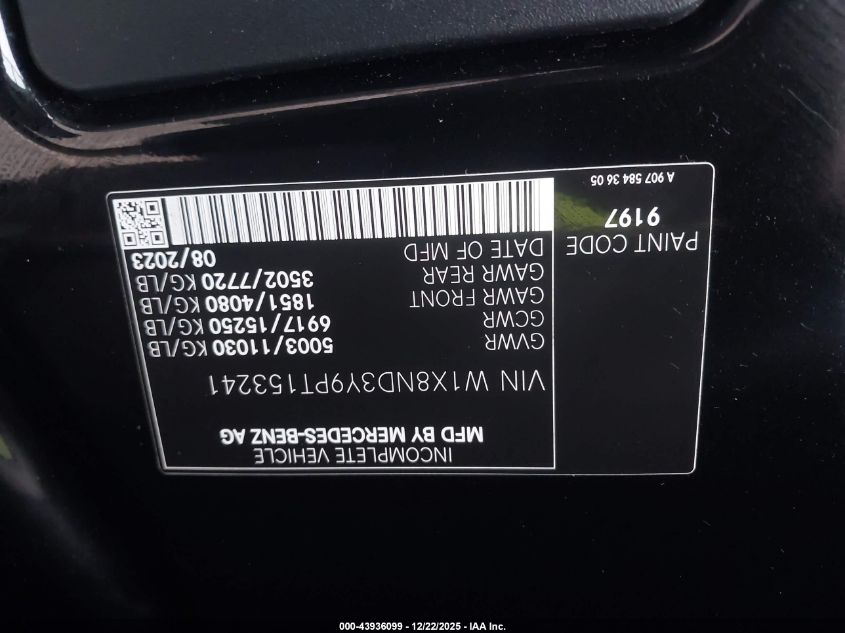 INCOMPLETE VEHICLE
MFD BY MERCEDES-BENZ AG
VIN W1X8ND3Y9PT153241
GVWR 5003/11030 KG/LB
GCWR 6917/15250 KG/LB
GAWR FRONT 1851/4080 KG/LB
GAWR REAR 3502/7720 KG/LB
DATE OF MFD 08/2023
PAINT CODE
9197
A 907 584 36 05
000-43936099 - 12/22/2025 - IAA Inc.